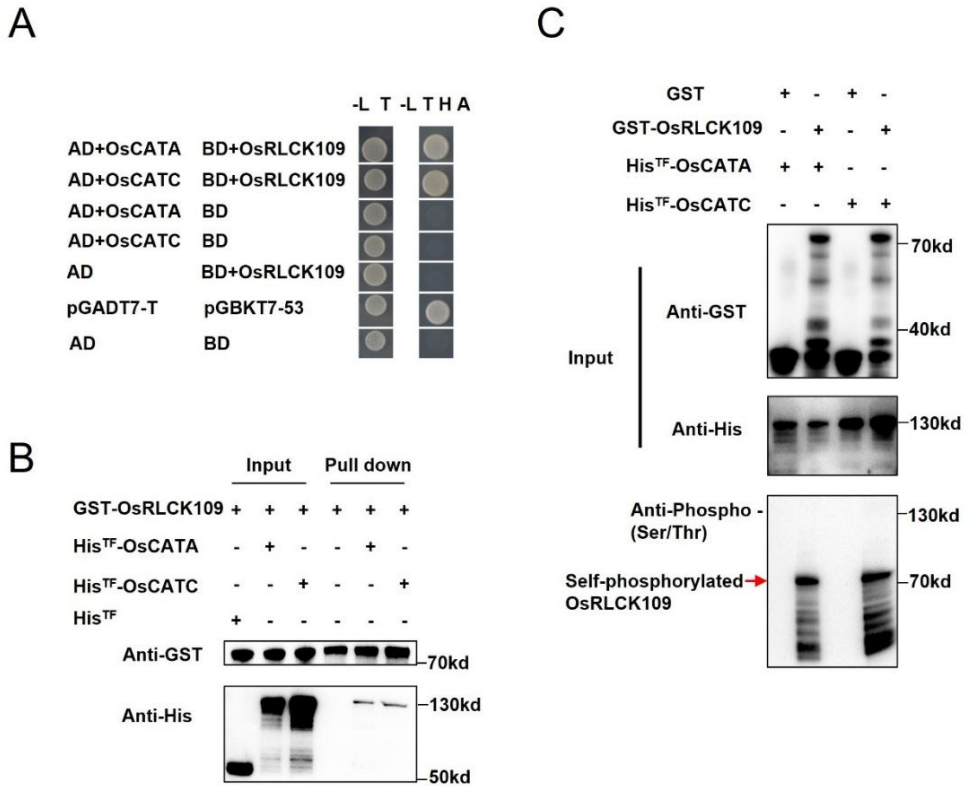 A
-L T -L T H A
AD+OsCATA BD+OsRLCK109
AD+OsCATC BD+OsRLCK109
AD+OsCATA BD
AD+OsCATC BD
AD BD+OsRLCK109
pGADT7-T pGBKT7-53
AD BD
B
Input Pull down
GST-OsRLCK109 + + + + + +
HisTF-OsCATA - + - - + -
HisTF-OsCATC - - + - - +
HisTF + - - + - -
Anti-GST
-70kd
Anti-His
-130kd
-50kd
C
GST + - + -
GST-OsRLCK109 - + - +
HisTF-OsCATA + + - -
HisTF-OsCATC - - + +
Input
Anti-GST
-70kd
-40kd
Anti-His
-130kd
Anti-Phospho -
(Ser/Thr)
-130kd
Self-phosphorylated
OsRLCK109
-70kd